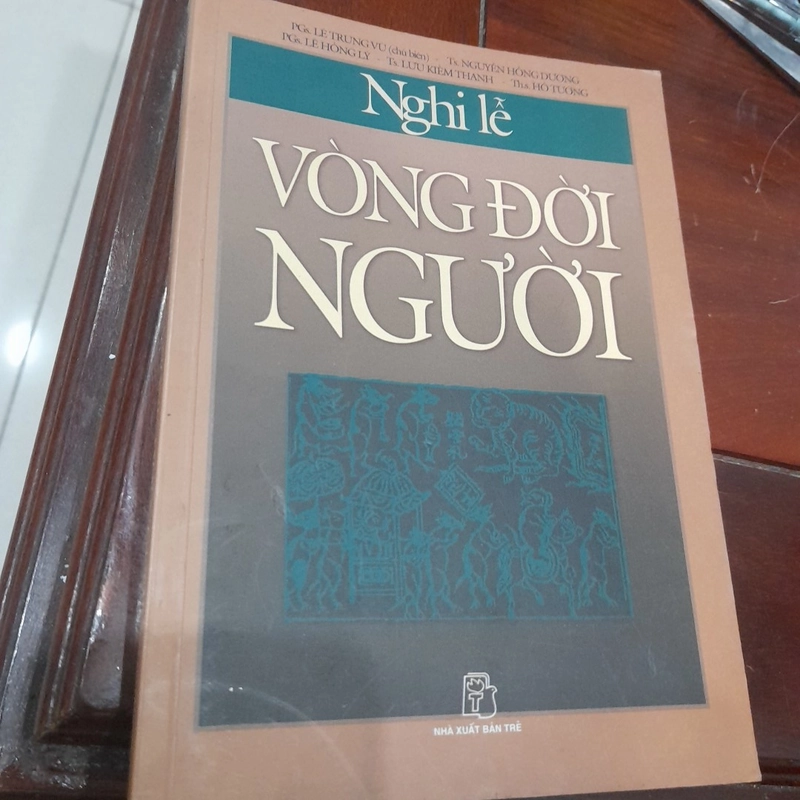 PGs. LÊ TRUNG VŨ (chủ biên) - Ts. NGUYỄN HỒNG DƯƠNG
PGs. LÊ HỒNG LÝ - Ts. LƯU KIẾM THANH - Th.s. HỒ TƯỜNG
Nghi lễ
VÒNG ĐỜI
NGƯỜI
NHÀ XUẤT BẢN TRẺ